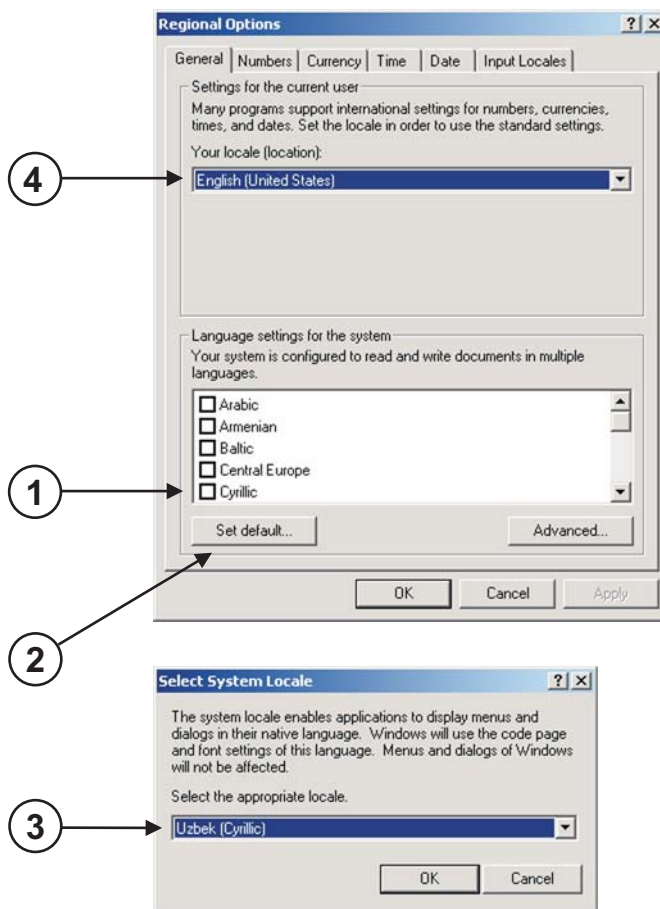 Regional Options
General Numbers Currency Time Date Input Locales
Settings for the current user
Many programs support international settings for numbers, currencies,
times, and dates. Set the locale in order to use the standard settings.
Your locale (location):
4
English (United States)
Language settings for the system
Your system is configured to read and write documents in multiple
languages.
Arabic
Armenian
Baltic
Central Europe
1
Cyrillic
Set default... Advanced...
OK Cancel Apply
2
Select System Locale
The system locale enables applications to display menus and
dialogs in their native language. Windows will use the code page
and font settings of this language. Menus and dialogs of Windows
will not be affected.
Select the appropriate locale.
3
Uzbek (Cyrillic)
OK Cancel